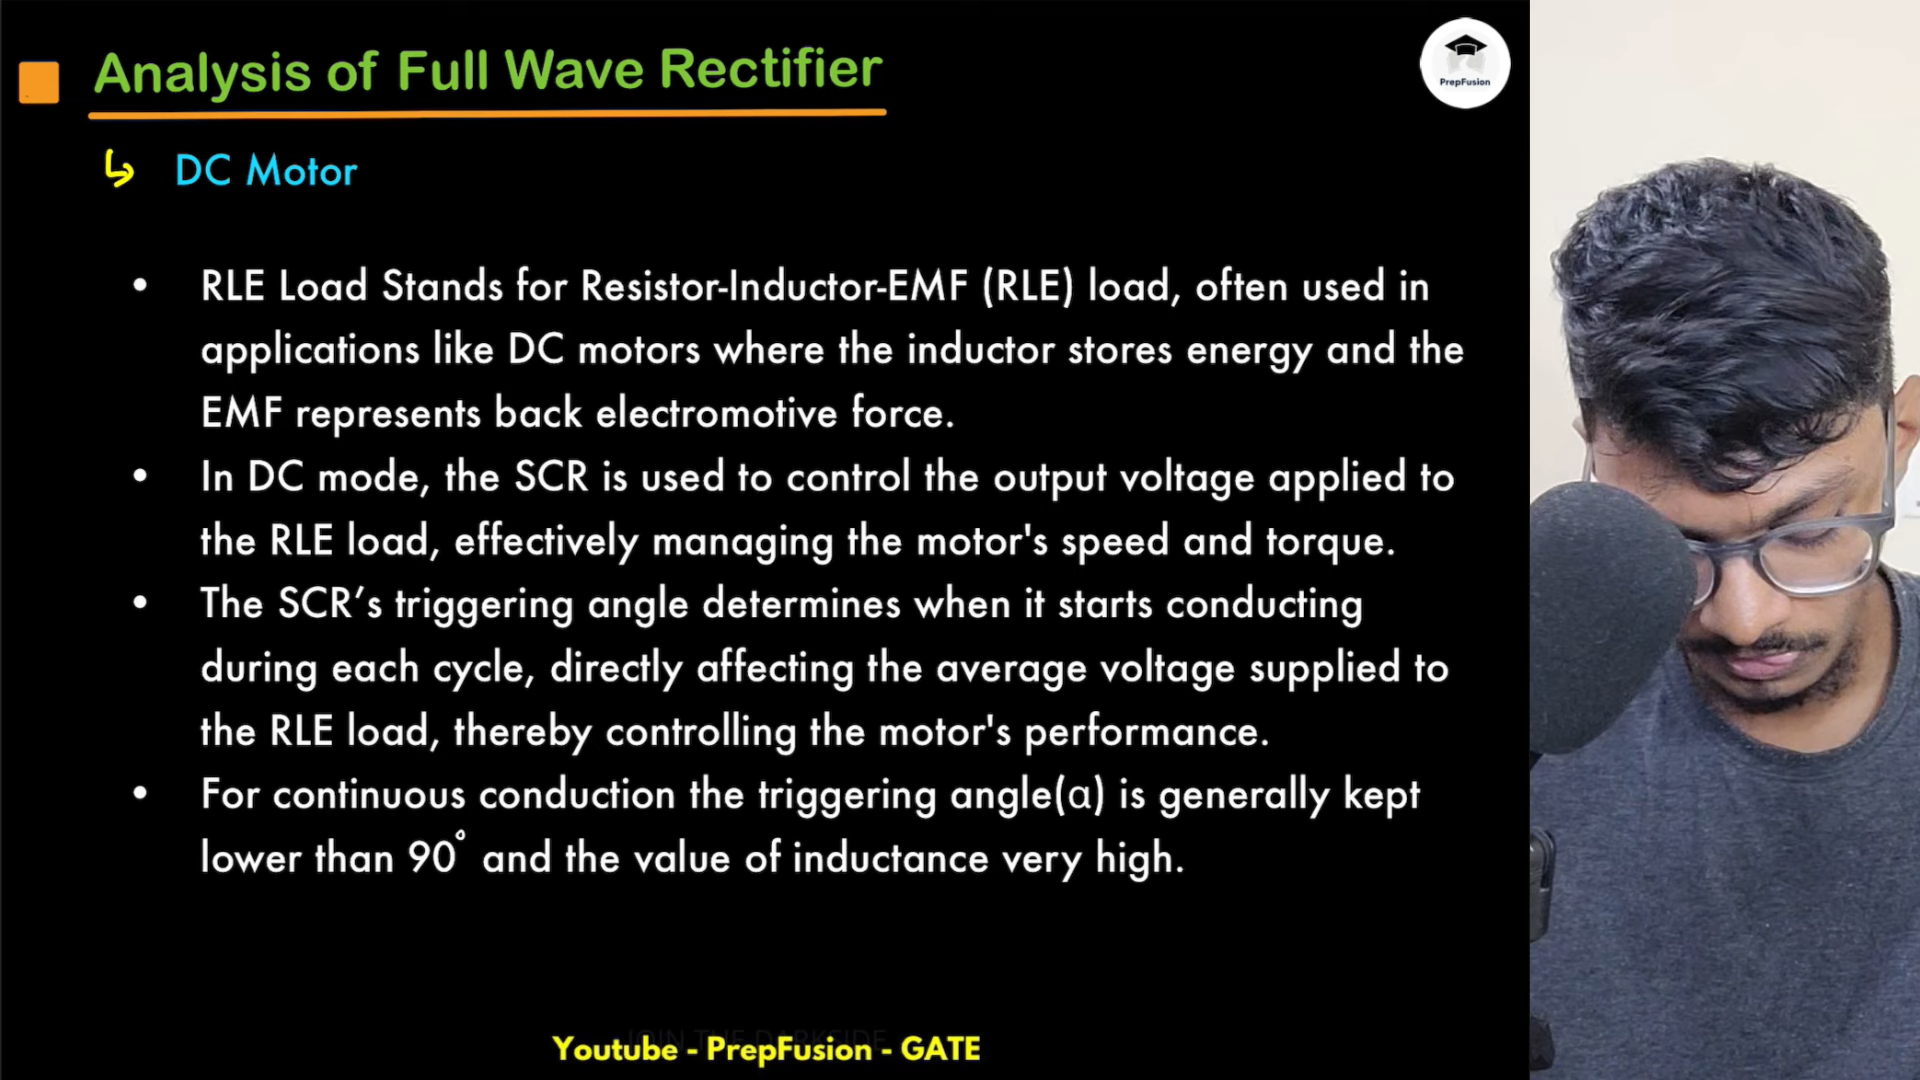 Analysis of Full Wave Rectifier
PrepFusion
DC Motor
• RLE Load Stands for Resistor-Inductor-EMF (RLE) load, often used in
applications like DC motors where the inductor stores energy and the
EMF represents back electromotive force.
• In DC mode, the SCR is used to control the output voltage applied to
the RLE load, effectively managing the motor's speed and torque.
• The SCR’s triggering angle determines when it starts conducting
during each cycle, directly affecting the average voltage supplied to
the RLE load, thereby controlling the motor's performance.
• For continuous conduction the triggering angle(α) is generally kept
lower than 90° and the value of inductance very high.
JOIN THE DARKSIDE
Youtube - PrepFusion - GATE